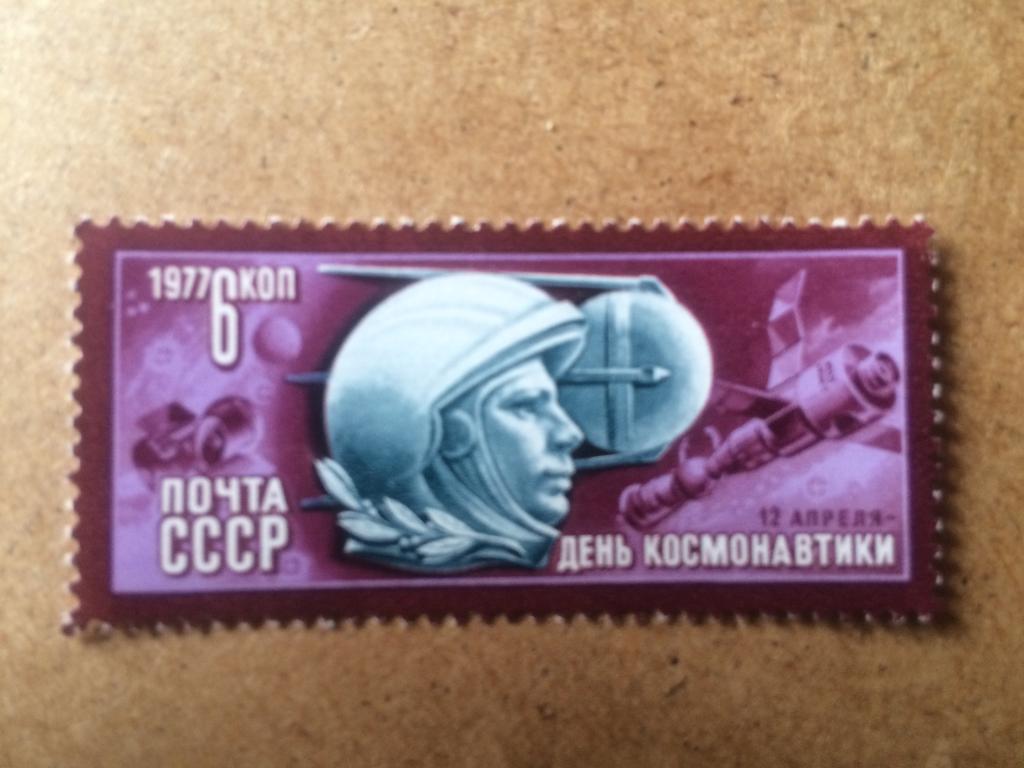 1977 6 КОП
ПОЧТА
СССР
12 АПРЕЛЯ-
ДЕНЬ КОСМОНАВТИКИ